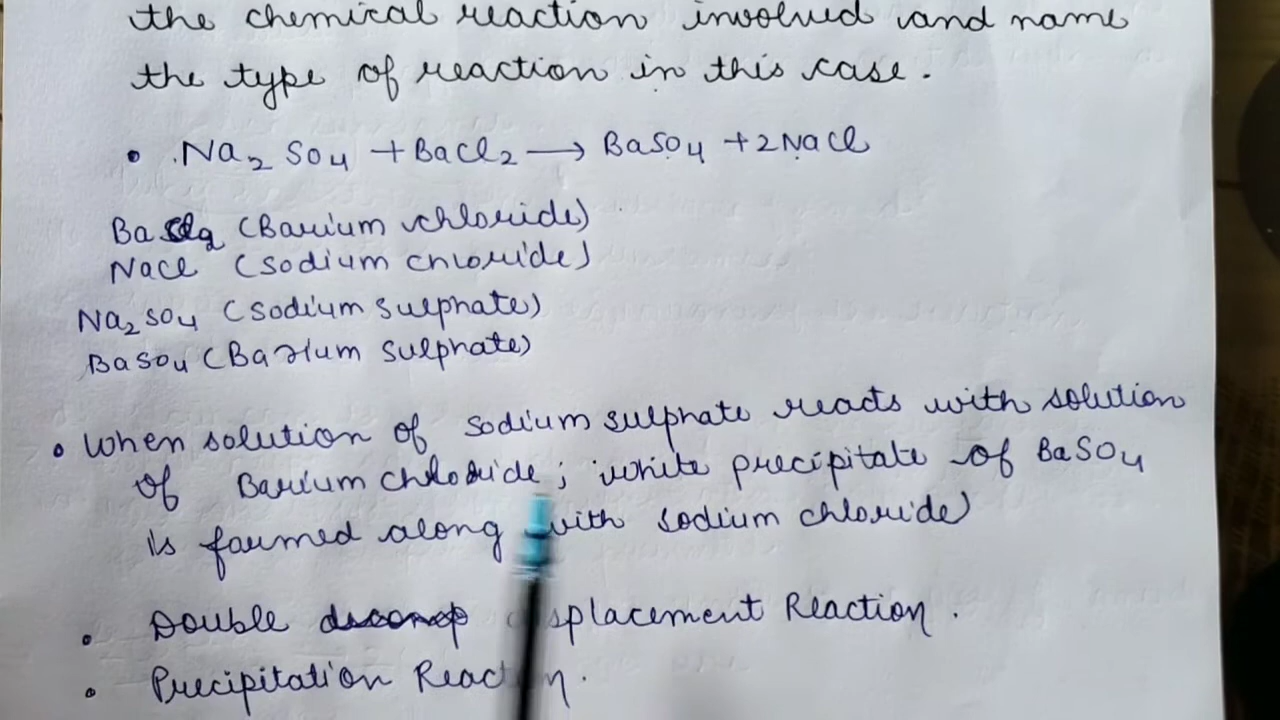 the chemical reaction involved and name
the type of reaction in this case.
• Na2 SO4 + BaCl2 → BaSO4 + 2NaCl
BaCl2 (Barium chloride)
NaCl (Sodium chloride)
Na2SO4 (Sodium sulphate)
BaSO4 (Barium sulphate)
• When solution of sodium sulphate reacts with solution
of Barium chloride; white precipitate of BaSO4
is formed along with sodium chloride)
• Double displacement Reaction.
• Precipitation Reaction.